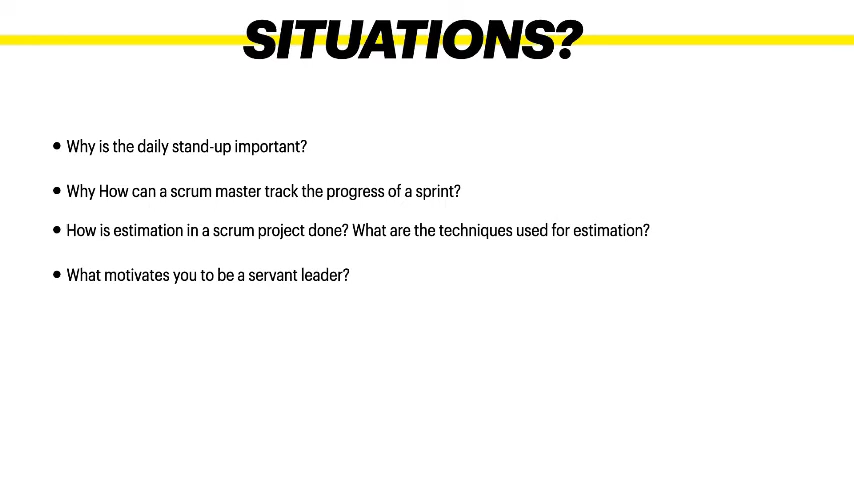 SITUATIONS?
• Why is the daily stand-up important?
• Why How can a scrum master track the progress of a sprint?
• How is estimation in a scrum project done? What are the techniques used for estimation?
• What motivates you to be a servant leader?